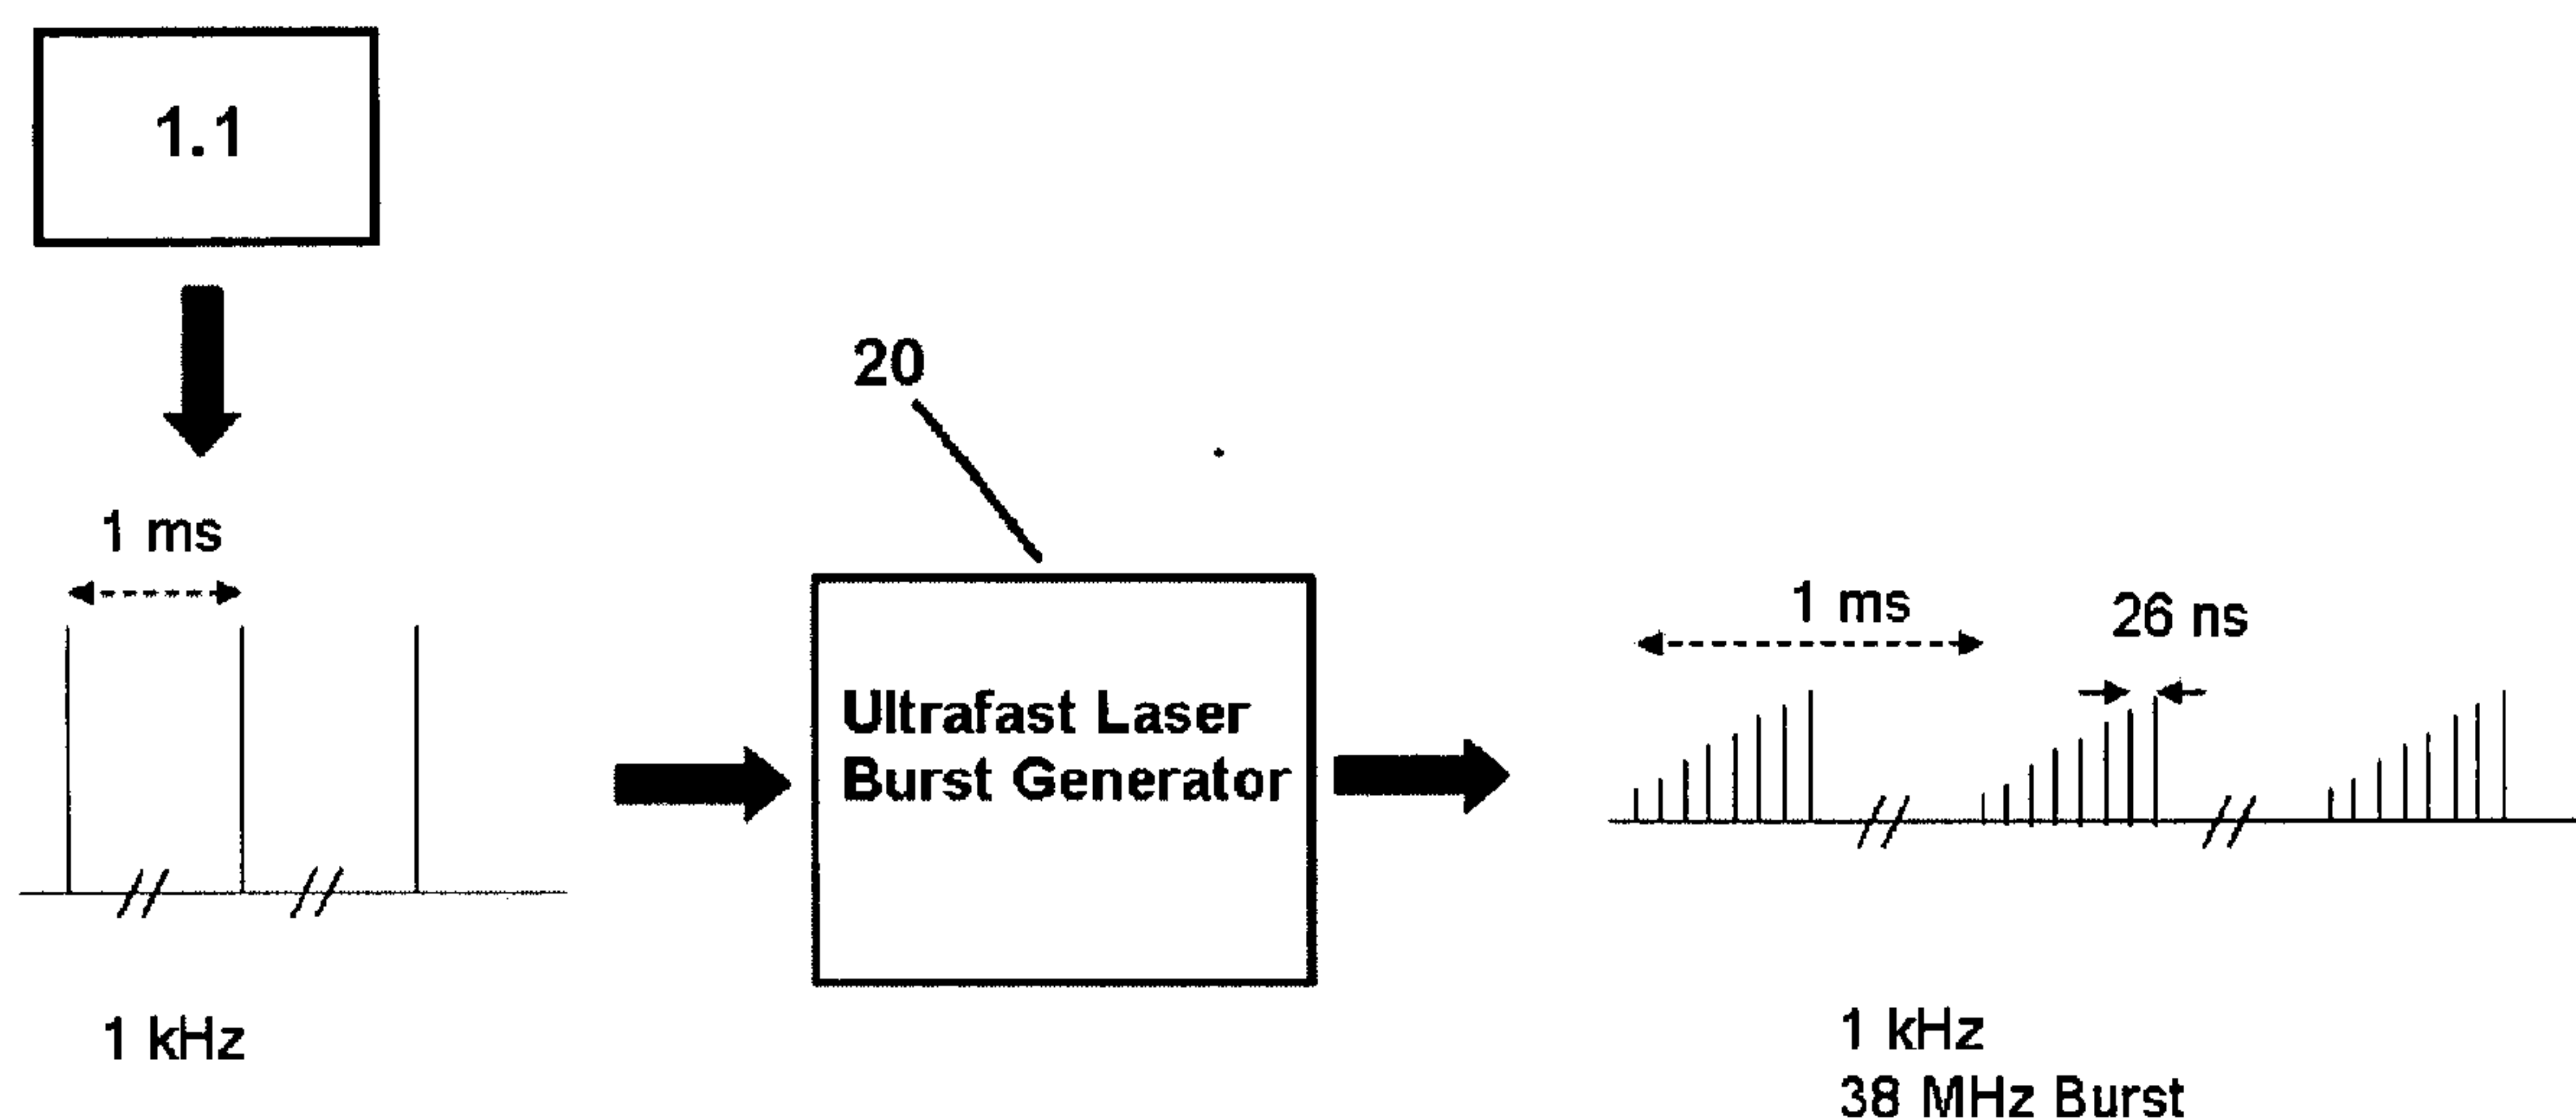 1.1
20
1 ms
1 ms
26 ns
Ultrafast Laser
Burst Generator
1 kHz
1 kHz
38 MHz Burst